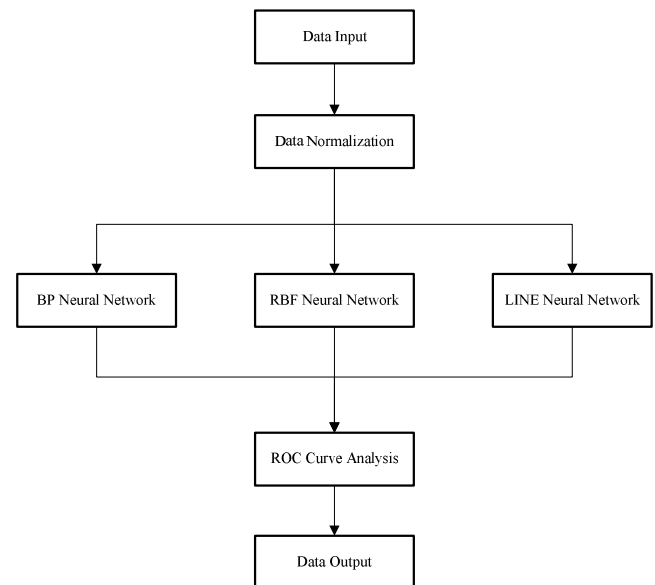 Data Input
Data Normalization
BP Neural Network
RBF Neural Network
LINE Neural Network
ROC Curve Analysis
Data Output